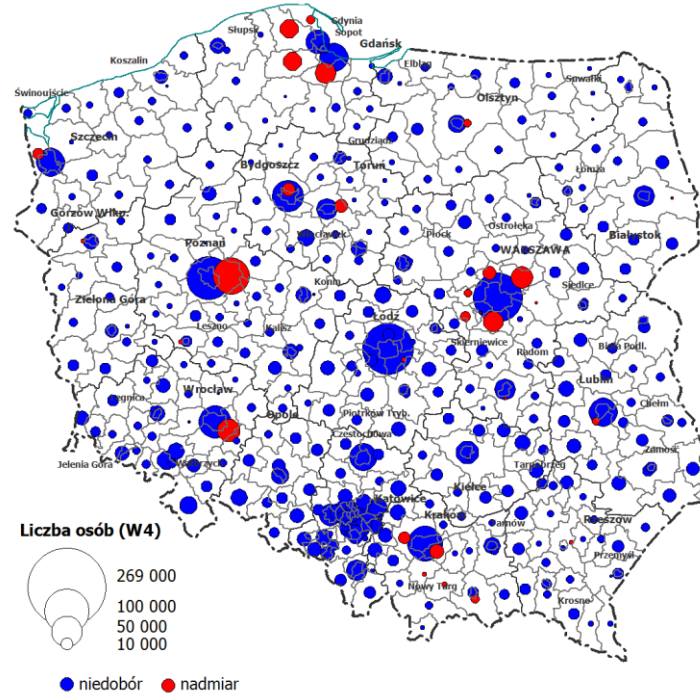 Gdynia
Słupsk
Sopot
Gdańsk
Koszalin
Elbląg
Suwałki
Świnoujście
Olsztyn
Szczecin
Grudziądz
Bydgoszcz
Toruń
Łomża
Gorzów Wlkp.
Ostrołęka
Białystok
Włocławek
Płock
Poznań
WARSZAWA
Konin
Siedlce
Zielona Góra
Łódź
Leszno
Kalisz
Skierniewice
Biała Podl.
Radom
Lublin
Wrocław
Legnica
Chełm
Opole
Piotrków Tryb.
Częstochowa
Zamość
Jelenia Góra
Wałbrzych
Tarnobrzeg
Kielce
Katowice
Kraków
Tarnów
Rzeszów
Przemyśl
Nowy Targ
Krosno
Liczba osób (W4)
269 000
100 000
50 000
10 000
niedobór
nadmiar